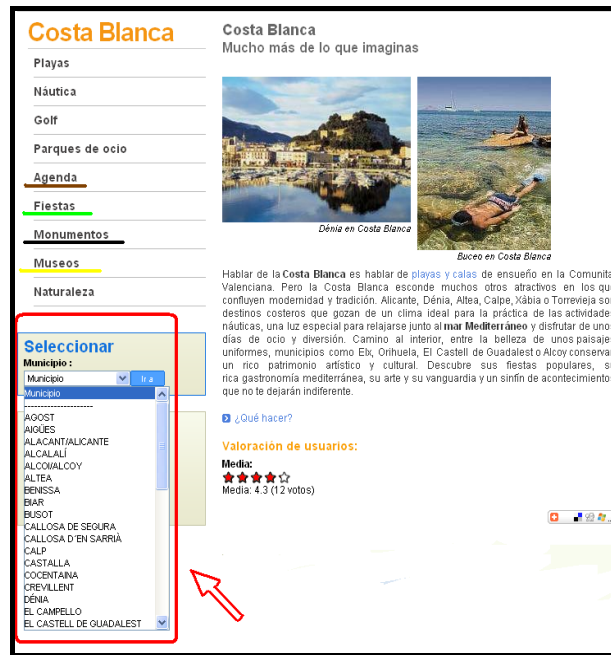 Costa Blanca
Playas
Náutica
Golf
Parques de ocio
Agenda
Fiestas
Monumentos
Museos
Naturaleza
Seleccionar
Municipio :
Municipio
Ir a
Municipio
--------------------
AGOST
AIGÜES
ALACANT/ALICANTE
ALCALALÍ
ALCOI/ALCOY
ALTEA
BENISSA
BIAR
BUSOT
CALLOSA DE SEGURA
CALLOSA D'EN SARRIÀ
CALP
CASTALLA
COCENTAINA
CREVILLENT
DÉNIA
EL CAMPELLO
EL CASTELL DE GUADALEST
Costa Blanca
Mucho más de lo que imaginas
Dénia en Costa Blanca
Buceo en Costa Blanca
Hablar de la Costa Blanca es hablar de playas y calas de ensueño en la Comunita
Valenciana. Pero la Costa Blanca esconde muchos otros atractivos en los qu
confluyen modernidad y tradición. Alicante, Dénia, Altea, Calpe, Xàbia o Torrevieja so
destinos costeros que gozan de un clima ideal para la práctica de las actividade
náuticas, una luz especial para relajarse junto al mar Mediterráneo y disfrutar de uno
días de ocio y diversión. Camino al interior, entre la belleza de unos paisaje
uniformes, municipios como Elx, Orihuela, El Castell de Guadalest o Alcoy conserva
un rico patrimonio artístico y cultural. Descubre sus fiestas populares, s
rica gastronomía mediterránea, su arte y su vanguardia y un sinfín de acontecimiento
que no te dejarán indiferente.
¿Qué hacer?
Valoración de usuarios:
Media:
Media: 4.3 (12 votos)